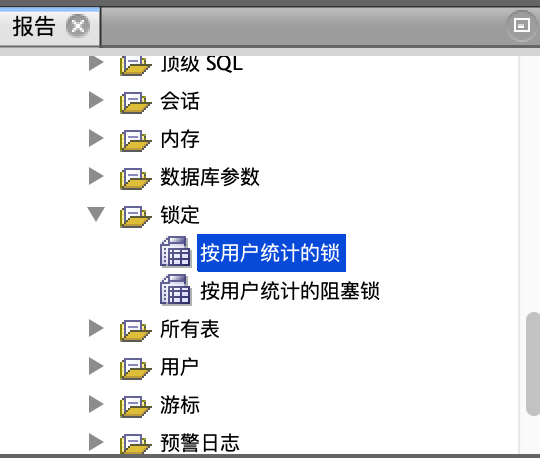 报告
顶级 SQL
会话
内存
数据库参数
锁定
按用户统计的锁
按用户统计的阻塞锁
所有表
用户
游标
预警日志